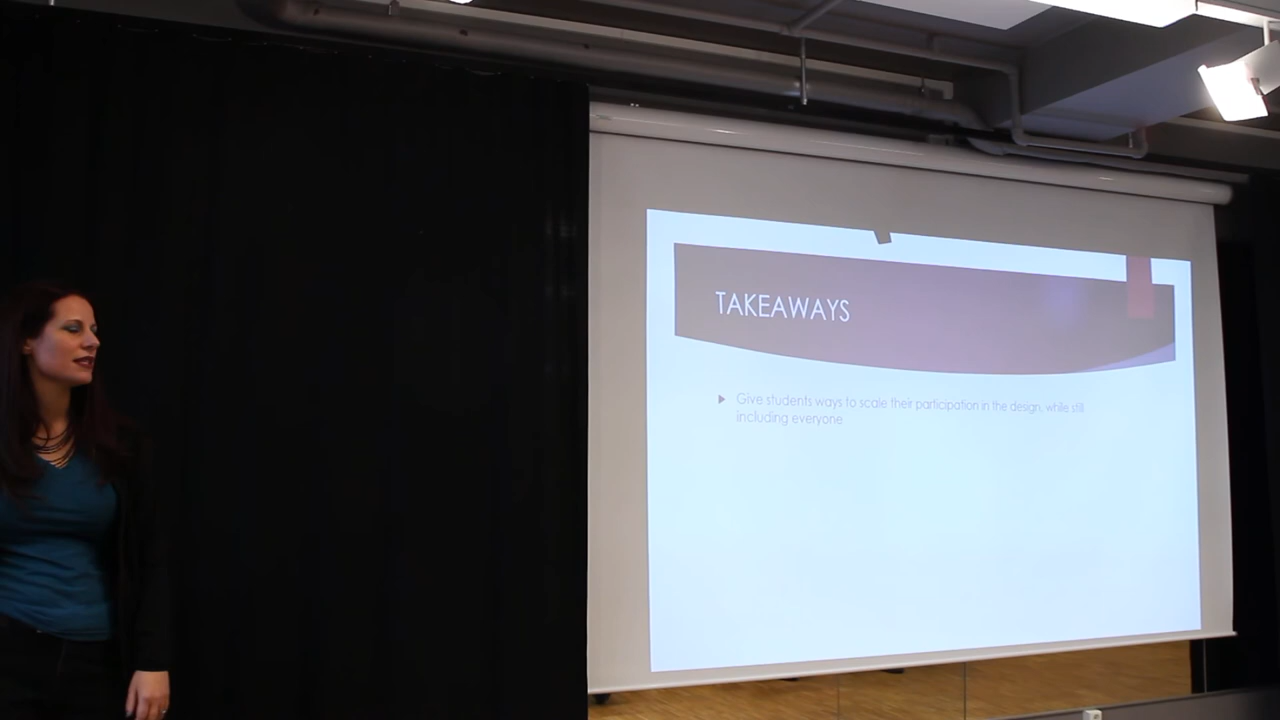 TAKEAWAYS
Give students ways to scale their participation in the design, while still
including everyone